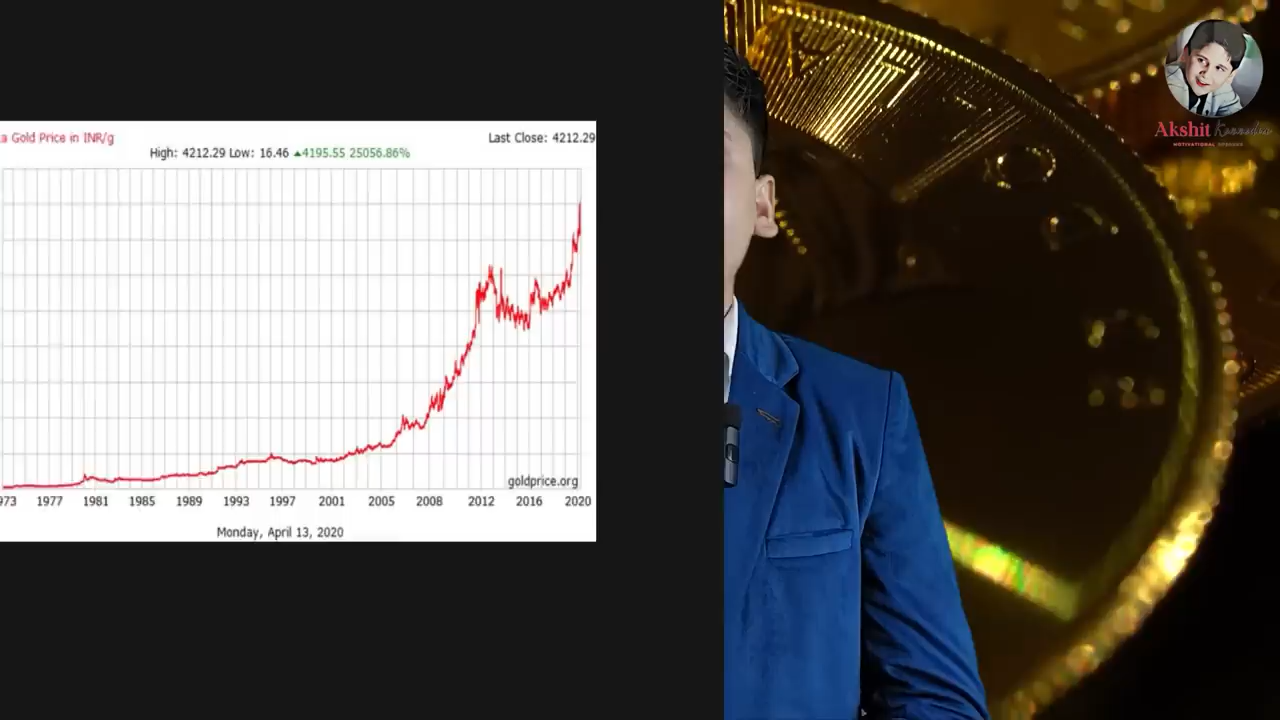 a Gold Price in INR/g
Last Close: 4212.29
High: 4212.29 Low: 16.46 ▲4195.55 25056.86%
goldprice.org
973 1977 1981 1985 1989 1993 1997 2001 2005 2008 2012 2016 2020
Monday, April 13, 2020
Akshit
MOTIVATIONAL